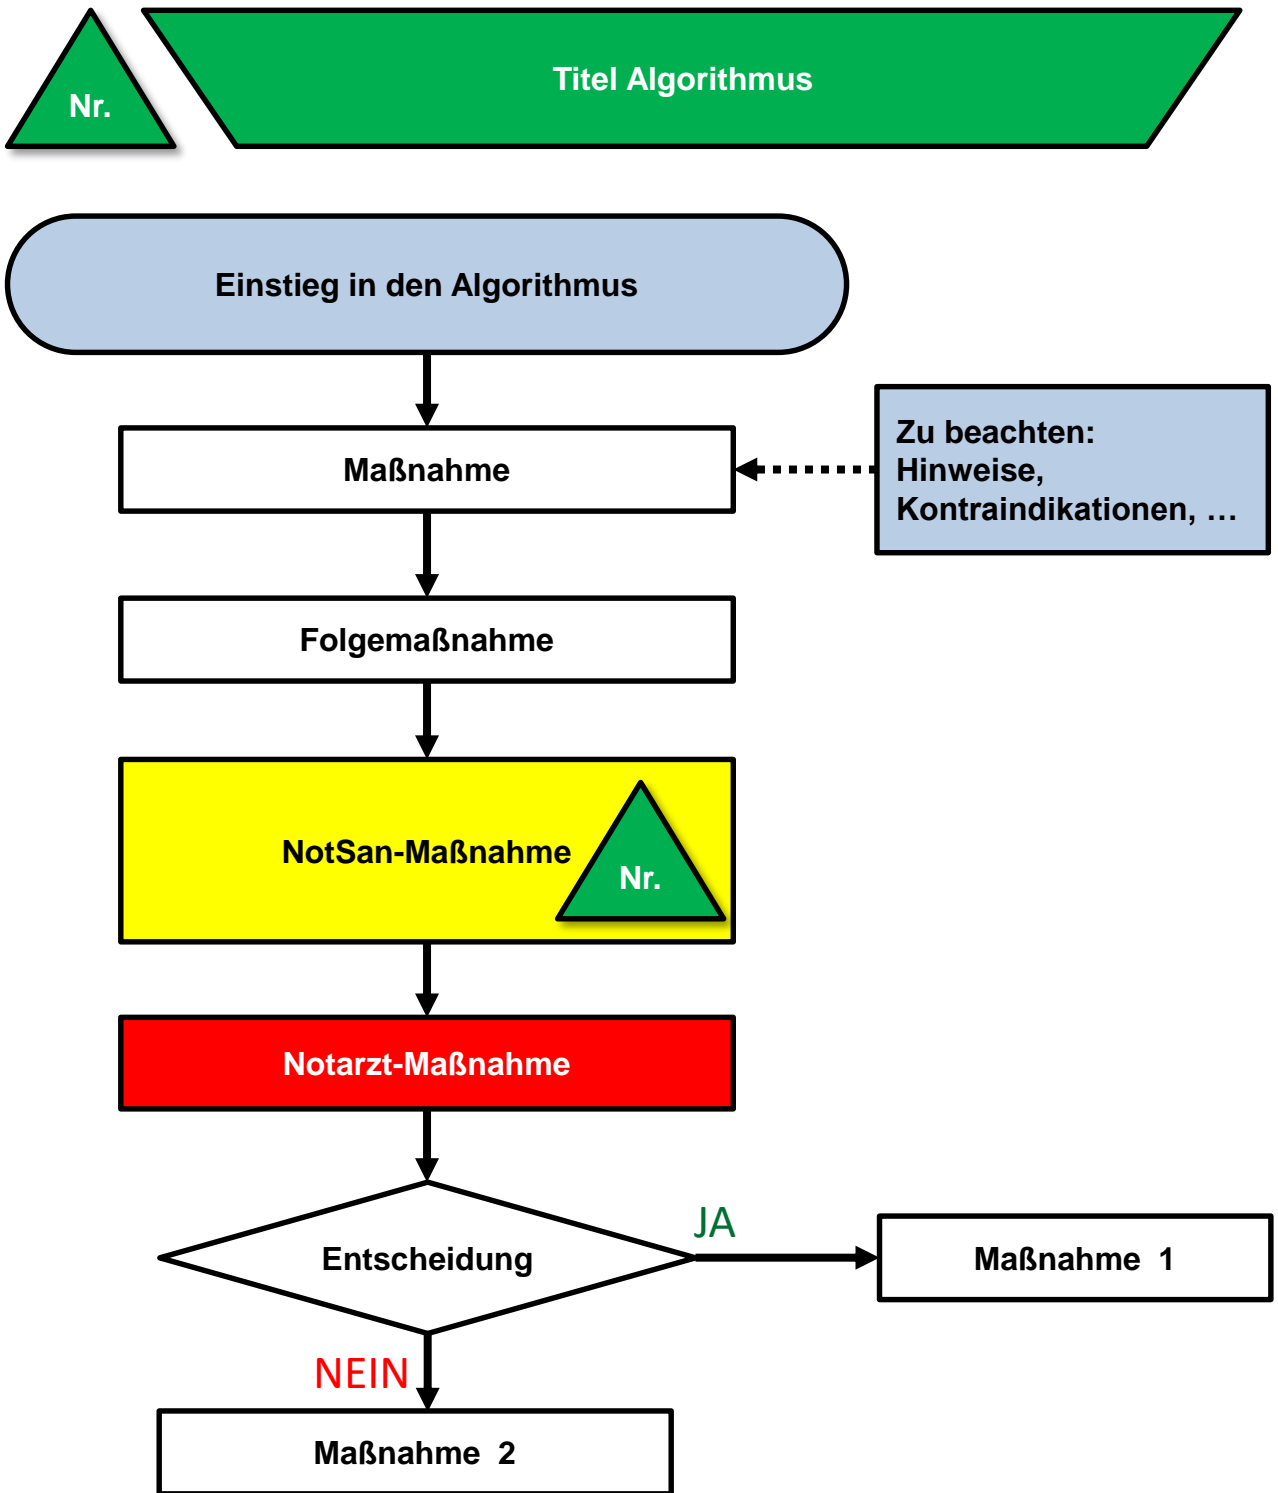 Nr.
Titel Algorithmus
Einstieg in den Algorithmus
Maßnahme
Zu beachten:
Hinweise,
Kontraindikationen, …
Folgemaßnahme
NotSan-Maßnahme
Nr.
Notarzt-Maßnahme
Entscheidung
JA
Maßnahme 1
NEIN
Maßnahme 2